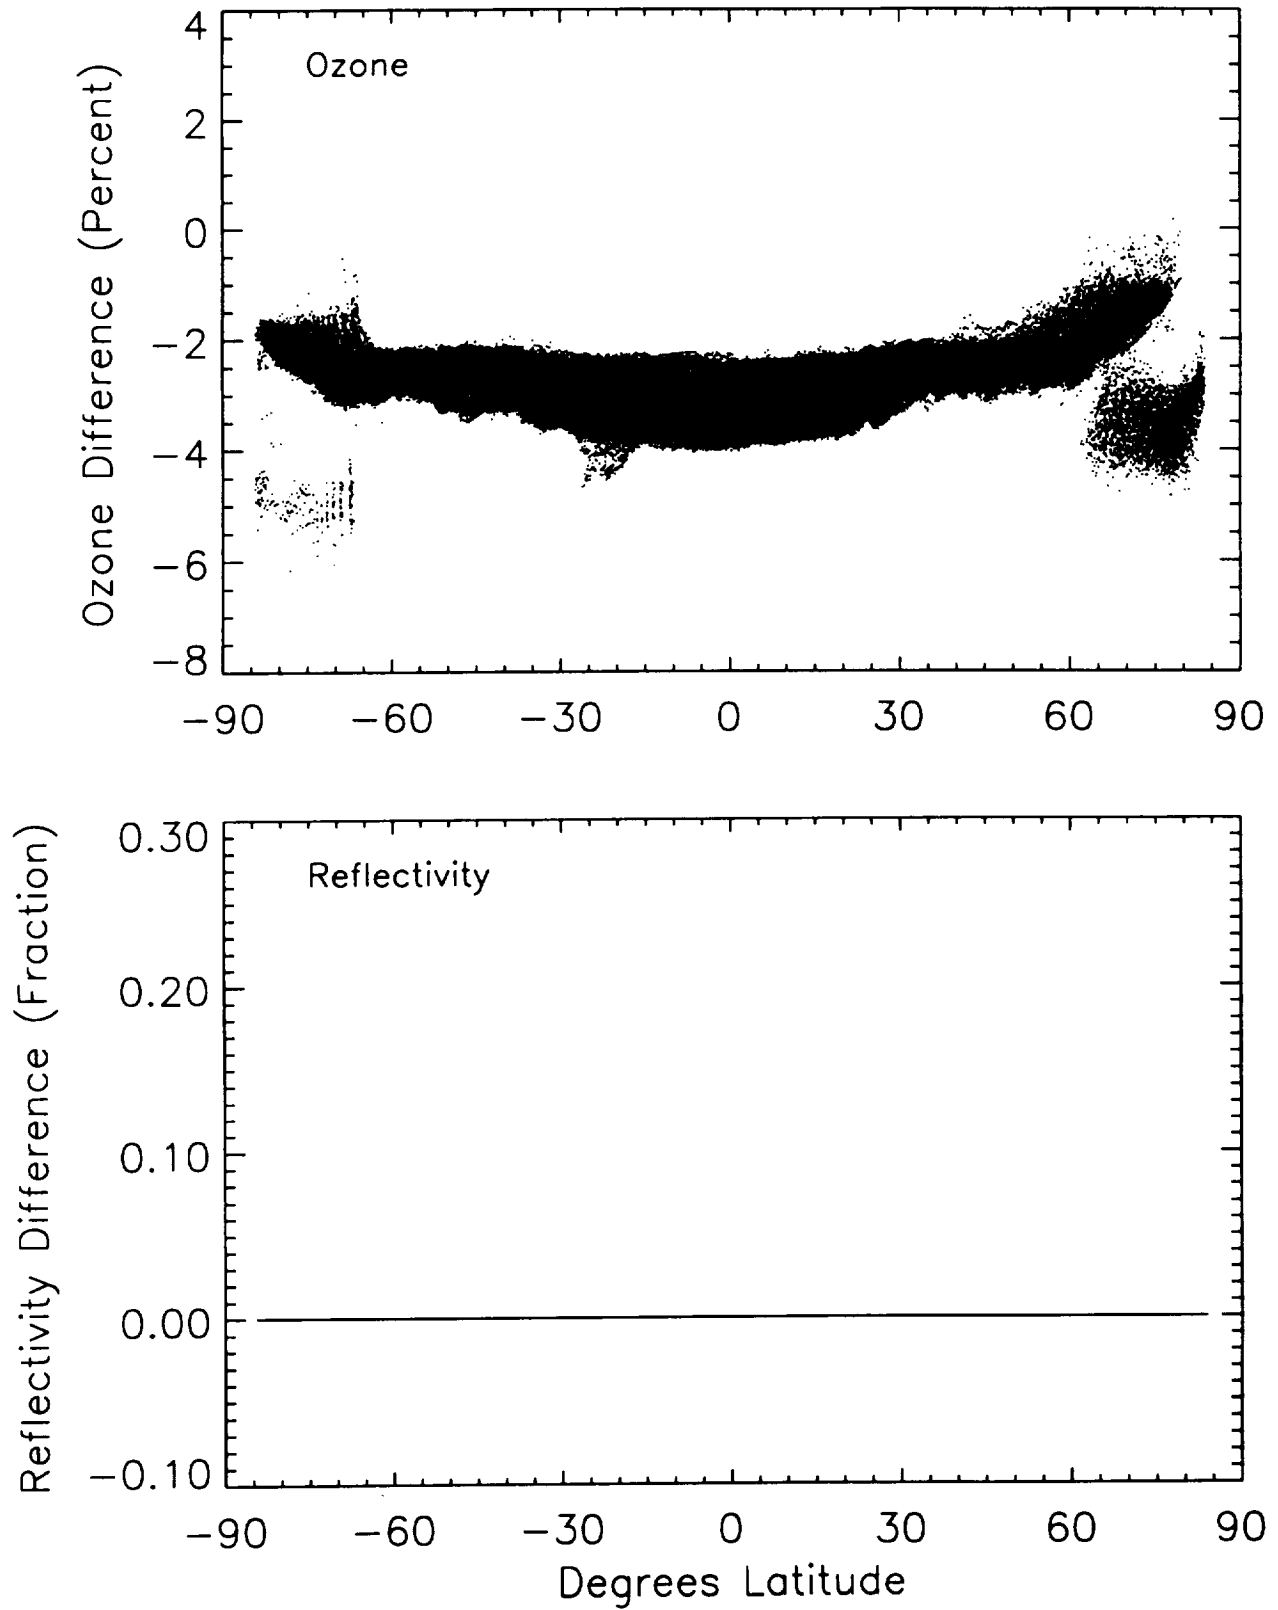 Ozone Difference (Percent)
4
Ozone
2
0
−2
−4
−6
−8
−90 −60 −30 0 30 60 90
Reflectivity Difference (Fraction)
0.30
Reflectivity
0.20
0.10
0.00
−0.10
−90 −60 −30 0 30 60 90
Degrees Latitude